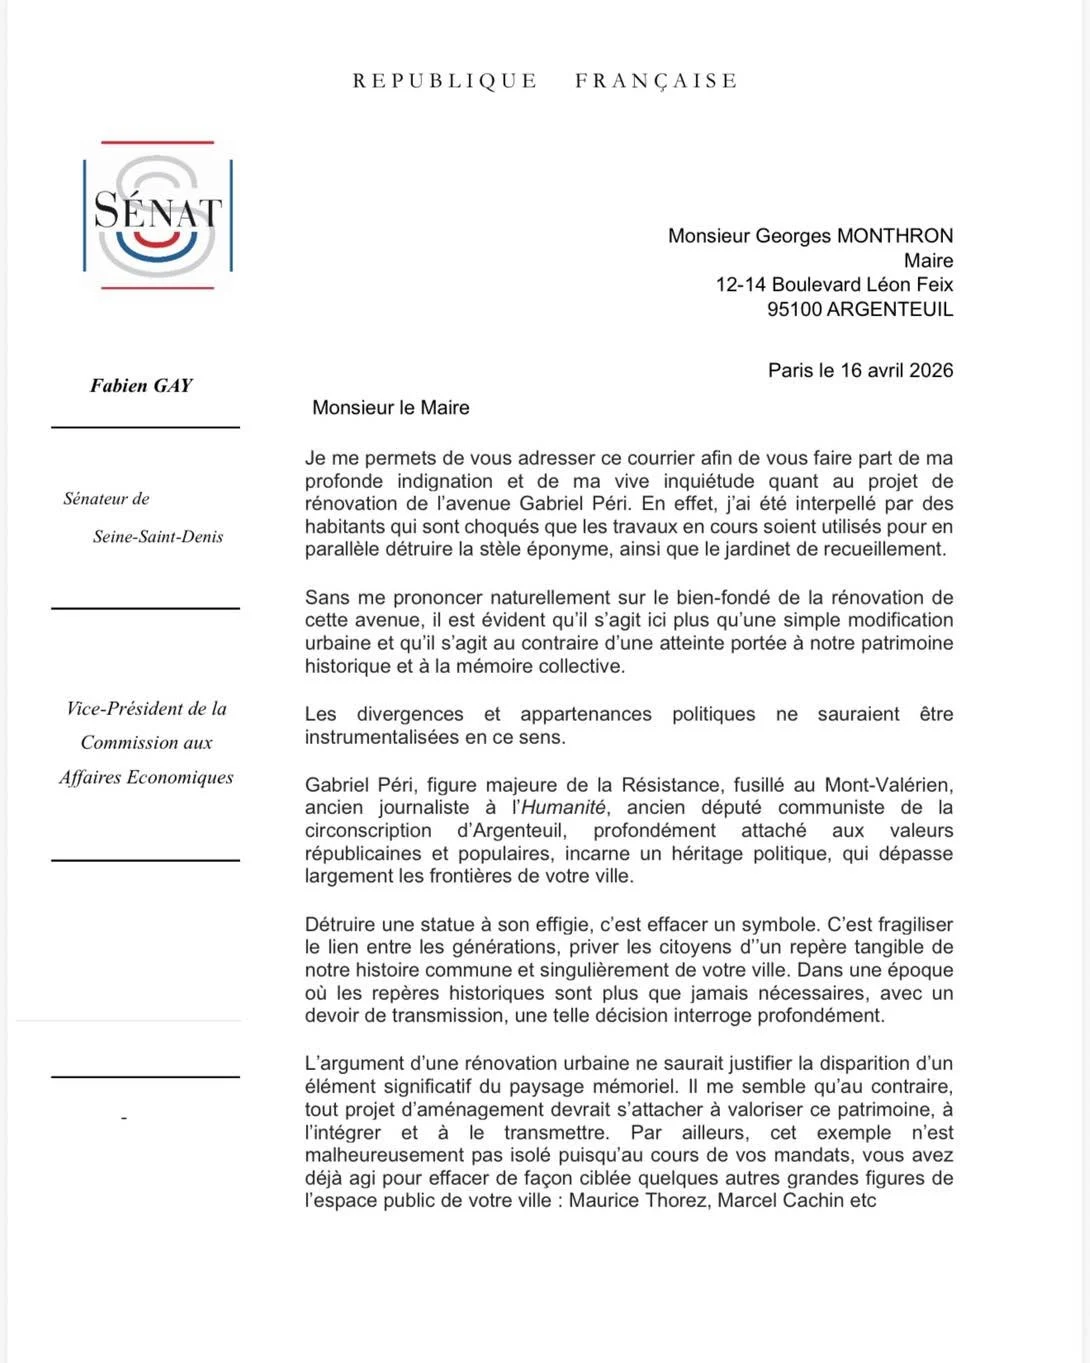 REPUBLIQUE FRANÇAISE
SÉNAT
Monsieur Georges MONTHRON
Maire
12-14 Boulevard Léon Feix
95100 ARGENTEUIL
Paris le 16 avril 2026
Fabien GAY
Sénateur de
Seine-Saint-Denis
Vice-Président de la
Commission aux
Affaires Economiques
-
Monsieur le Maire
Je me permets de vous adresser ce courrier afin de vous faire part de ma
profonde indignation et de ma vive inquiétude quant au projet de
rénovation de l'avenue Gabriel Péri. En effet, j'ai été interpellé par des
habitants qui sont choqués que les travaux en cours soient utilisés pour en
parallèle détruire la stèle éponyme, ainsi que le jardinet de recueillement.
Sans me prononcer naturellement sur le bien-fondé de la rénovation de
cette avenue, il est évident qu'il s'agit ici plus qu'une simple modification
urbaine et qu'il s'agit au contraire d'une atteinte portée à notre patrimoine
historique et à la mémoire collective.
Les divergences et appartenances politiques ne sauraient être
instrumentalisées en ce sens.
Gabriel Péri, figure majeure de la Résistance, fusillé au Mont-Valérien,
ancien journaliste à l'Humanité, ancien député communiste de la
circonscription d'Argenteuil, profondément attaché aux valeurs
républicaines et populaires, incarne un héritage politique, qui dépasse
largement les frontières de votre ville.
Détruire une statue à son effigie, c'est effacer un symbole. C'est fragiliser
le lien entre les générations, priver les citoyens d''un repère tangible de
notre histoire commune et singulièrement de votre ville. Dans une époque
où les repères historiques sont plus que jamais nécessaires, avec un
devoir de transmission, une telle décision interroge profondément.
L'argument d'une rénovation urbaine ne saurait justifier la disparition d'un
élément significatif du paysage mémoriel. Il me semble qu'au contraire,
tout projet d'aménagement devrait s'attacher à valoriser ce patrimoine, à
l'intégrer et à le transmettre. Par ailleurs, cet exemple n'est
malheureusement pas isolé puisqu'au cours de vos mandats, vous avez
déjà agi pour effacer de façon ciblée quelques autres grandes figures de
l'espace public de votre ville : Maurice Thorez, Marcel Cachin etc